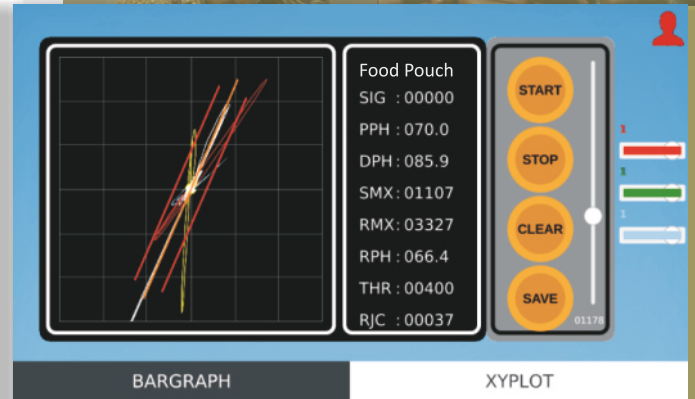 Food Pouch
SIG : 00000
PPH : 070.0
DPH : 085.9
SMX : 01107
RMX : 03327
RPH : 066.4
THR : 00400
RJC : 00037
START
STOP
CLEAR
SAVE
01178
1
1
1
BARGRAPH
XYPLOT